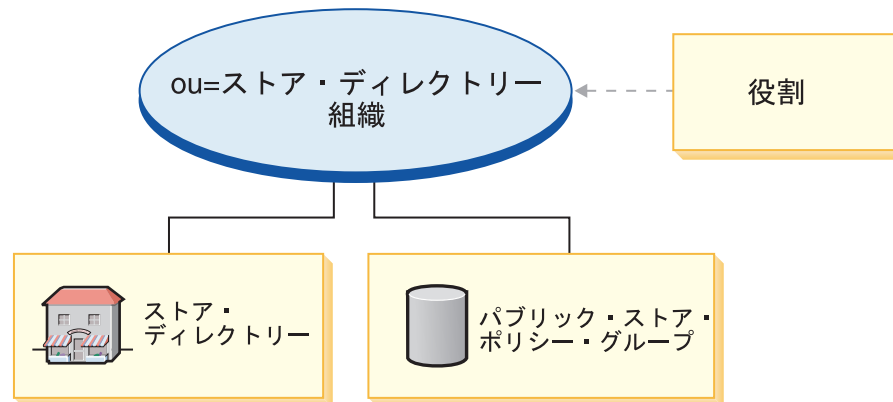 ou=ストア・ディレクトリー
組織
役割
ストア・
ディレクトリー
パブリック・ストア・
ポリシー・グループ